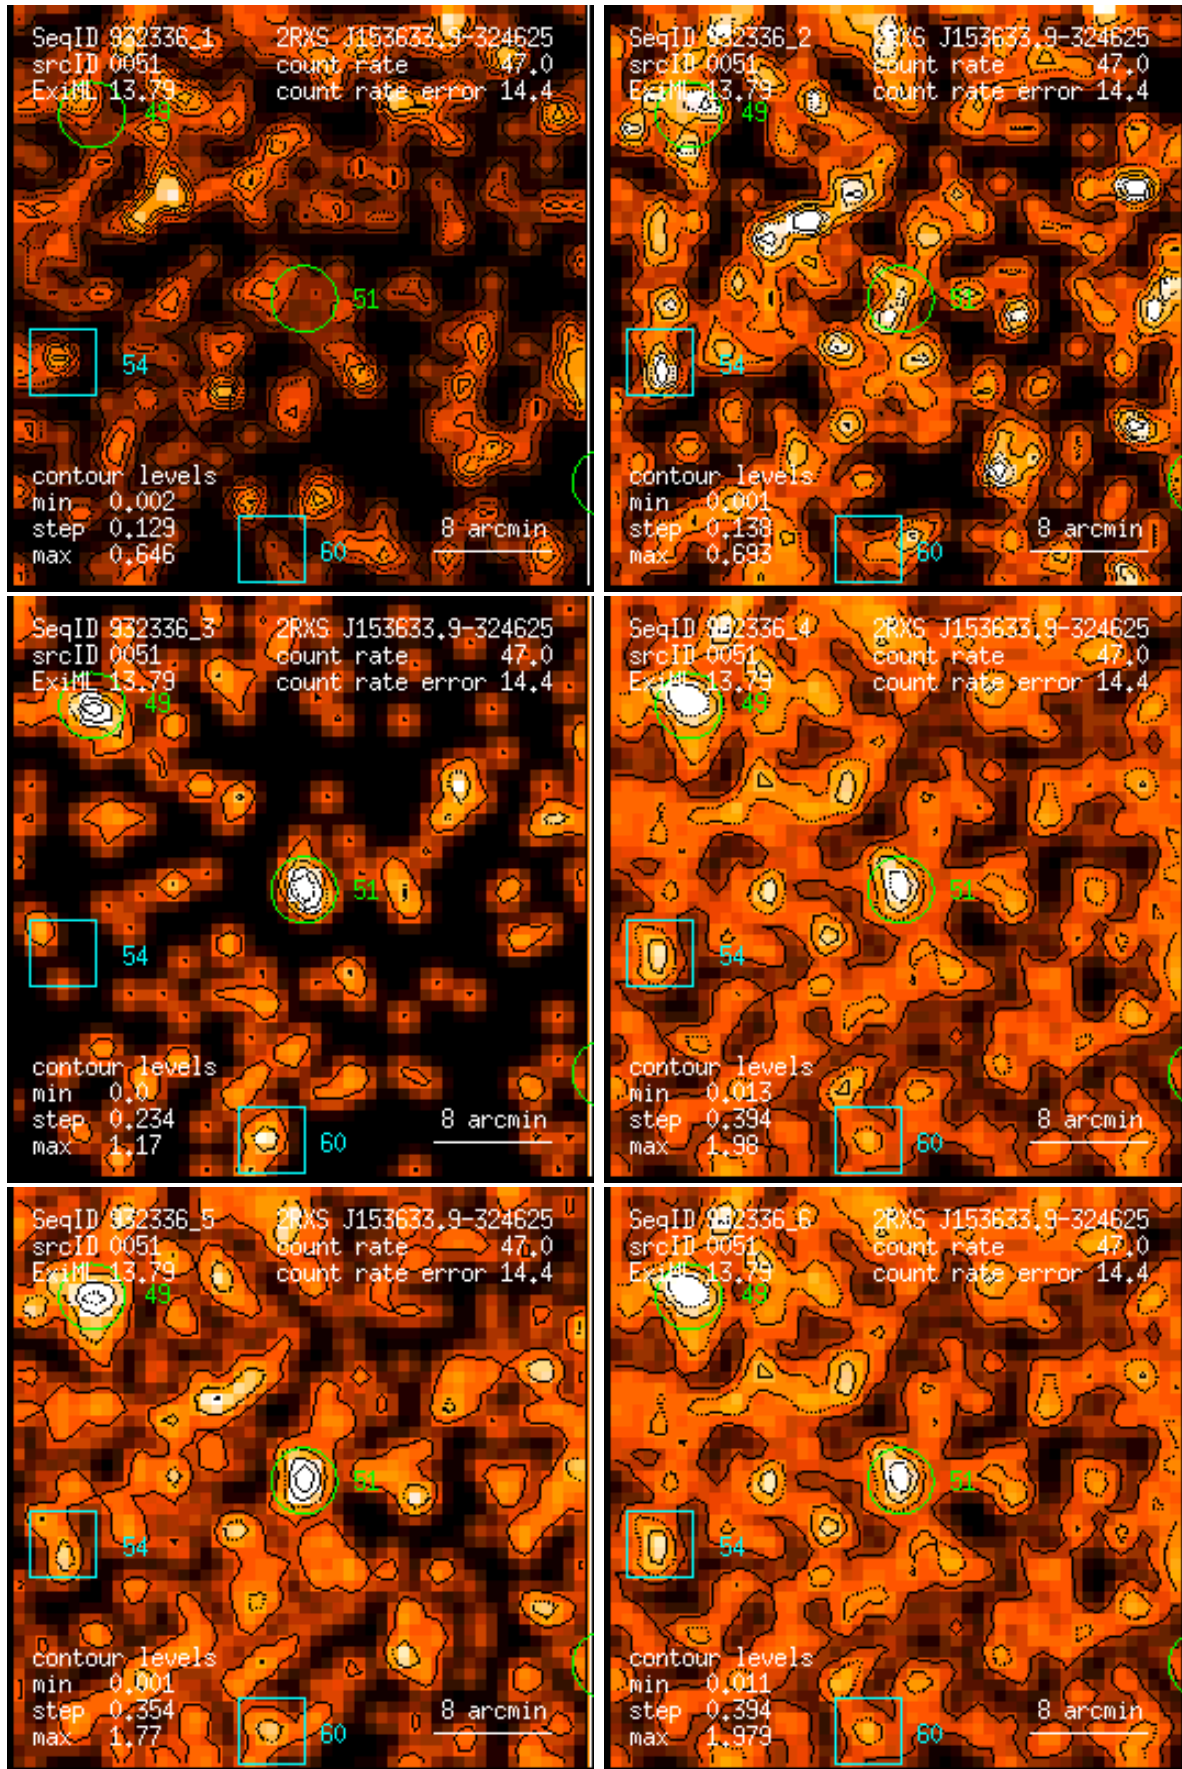 SeqID 932336_1 2RXS J153633.9-324625
srcID 0051 count rate 47.0
ExiML 13.79 count rate error 14.4
49
51
54
contour levels
min 0.002
step 0.129 8 arcmin
max 0.646 60
SeqID 932336_2 2RXS J153633.9-324625
srcID 0051 count rate 47.0
ExiML 13.79 count rate error 14.4
49
51
54
contour levels
min 0.001
step 0.138 8 arcmin
max 0.693 60
SeqID 932336_3 2RXS J153633.9-324625
srcID 0051 count rate 47.0
ExiML 13.79 count rate error 14.4
49
51
54
contour levels
min 0.0
step 0.234 8 arcmin
max 1.17 60
SeqID 932336_4 2RXS J153633.9-324625
srcID 0051 count rate 47.0
ExiML 13.79 count rate error 14.4
49
51
54
contour levels
min 0.013
step 0.394 8 arcmin
max 1.98 60
SeqID 932336_5 2RXS J153633.9-324625
srcID 0051 count rate 47.0
ExiML 13.79 count rate error 14.4
49
51
54
contour levels
min 0.001
step 0.354 8 arcmin
max 1.77 60
SeqID 932336_6 2RXS J153633.9-324625
srcID 0051 count rate 47.0
ExiML 13.79 count rate error 14.4
49
51
54
contour levels
min 0.011
step 0.394 8 arcmin
max 1.979 60